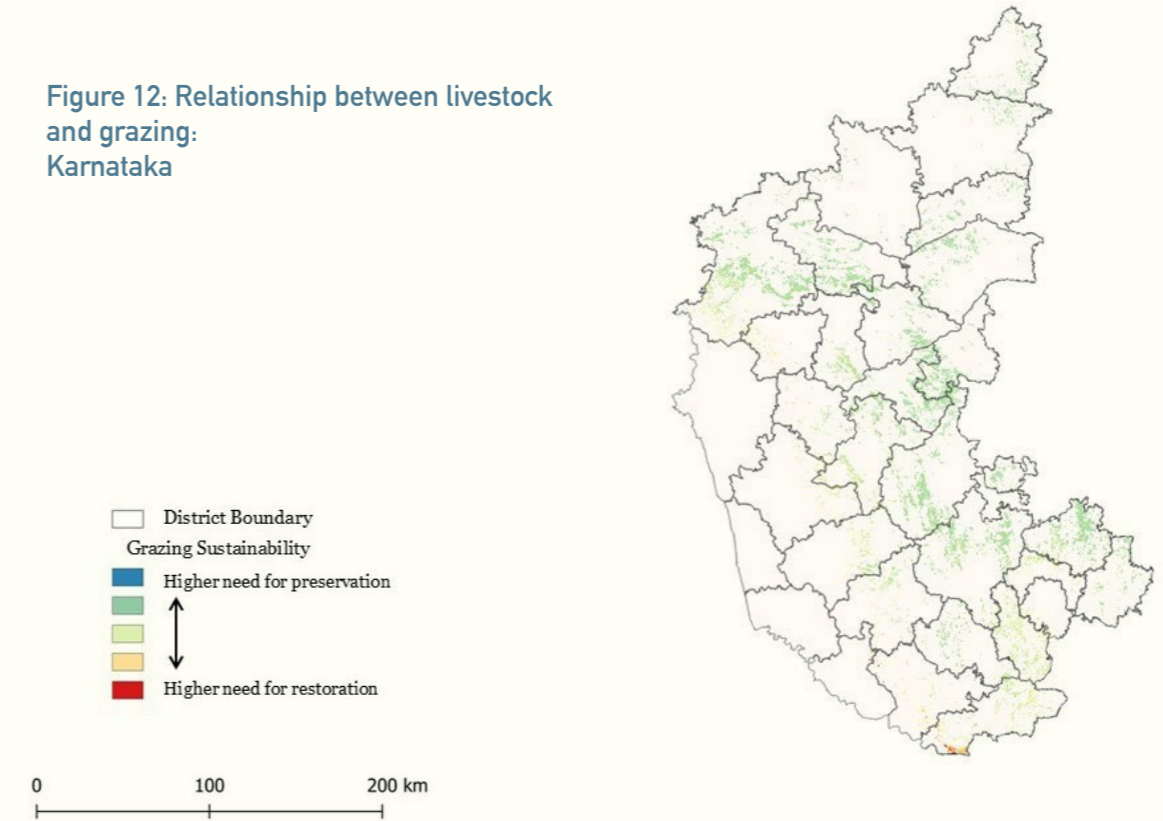 Figure 12: Relationship between livestock
and grazing:
Karnataka
District Boundary
Grazing Sustainability
Higher need for preservation
Higher need for restoration
0 100 200 km